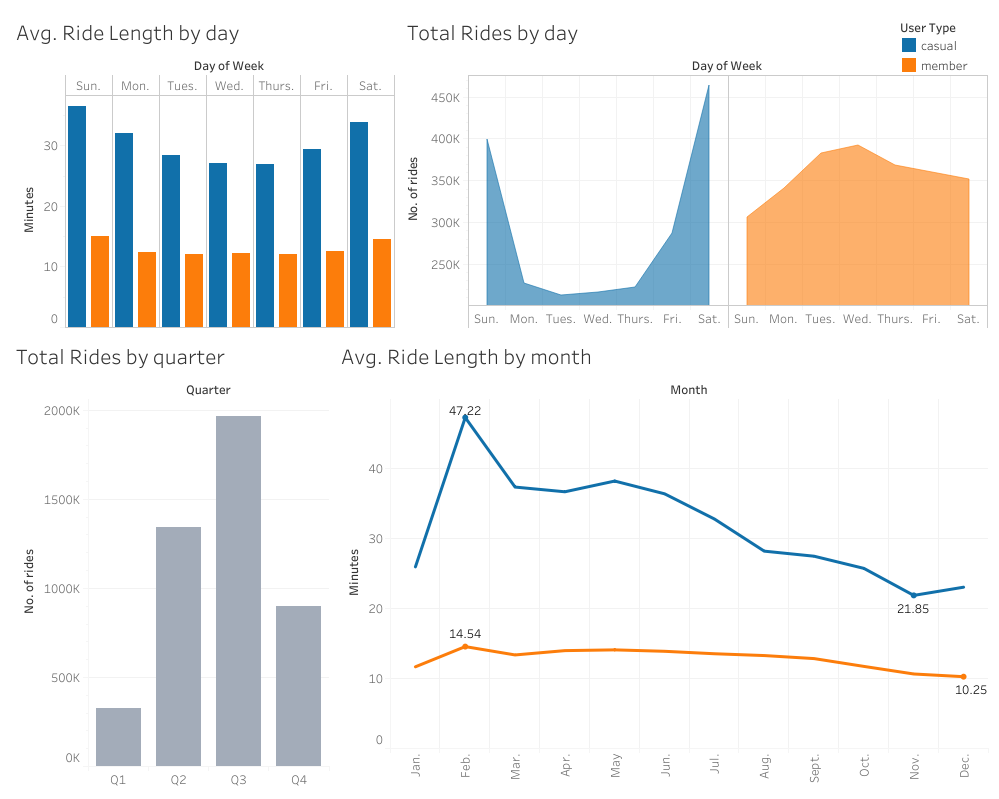 Avg. Ride Length by day
Day of Week
Sun. Mon. Tues. Wed. Thurs. Fri. Sat.
Minutes
30
20
10
0
Total Rides by day
User Type
casual
member
Day of Week
No. of rides
450K
400K
350K
300K
250K
Sun. Mon. Tues. Wed. Thurs. Fri. Sat. Sun. Mon. Tues. Wed. Thurs. Fri. Sat.
Total Rides by quarter
Quarter
No. of rides
2000K
1500K
1000K
500K
0K
Q1 Q2 Q3 Q4
Avg. Ride Length by month
Month
Minutes
47.22
40
30
20
21.85
14.54
10
10.25
0
Jan. Feb. Mar. Apr. May Jun. Jul. Aug. Sept. Oct. Nov. Dec.